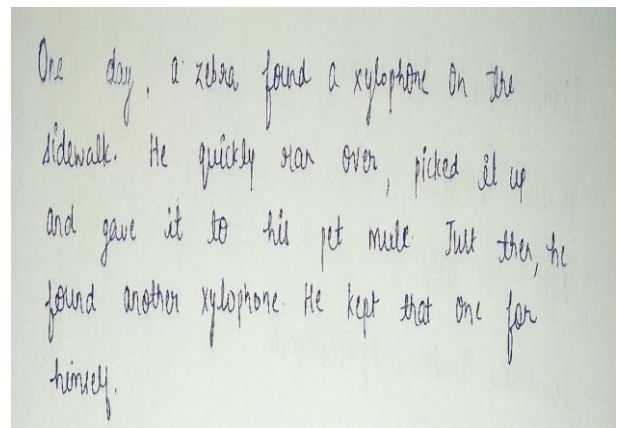 One day, a zebra found a xylophone on the
sidewalk. He quickly ran over, picked it up
and gave it to his pet mule. Just then, he
found another xylophone. He kept that one for
himself.